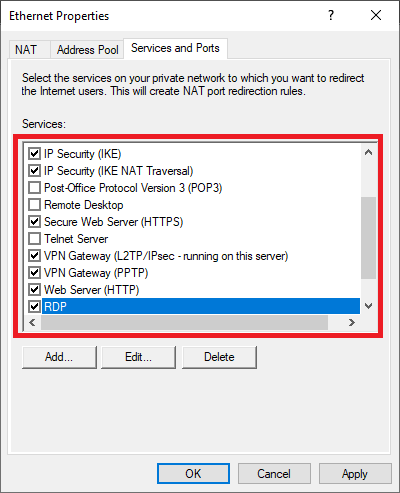 Ethernet Properties
? ×
NAT Address Pool Services and Ports
Select the services on your private network to which you want to redirect
the Internet users. This will create NAT port redirection rules.
Services:
IP Security (IKE)
IP Security (IKE NAT Traversal)
Post-Office Protocol Version 3 (POP3)
Remote Desktop
Secure Web Server (HTTPS)
Telnet Server
VPN Gateway (L2TP/IPsec - running on this server)
VPN Gateway (PPTP)
Web Server (HTTP)
RDP
Add... Edit... Delete
OK Cancel Apply